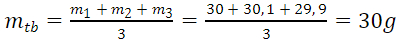 m_tb = (m_1 + m_2 + m_3)/3 = (30 + 30,1 + 29,9)/3 = 30g